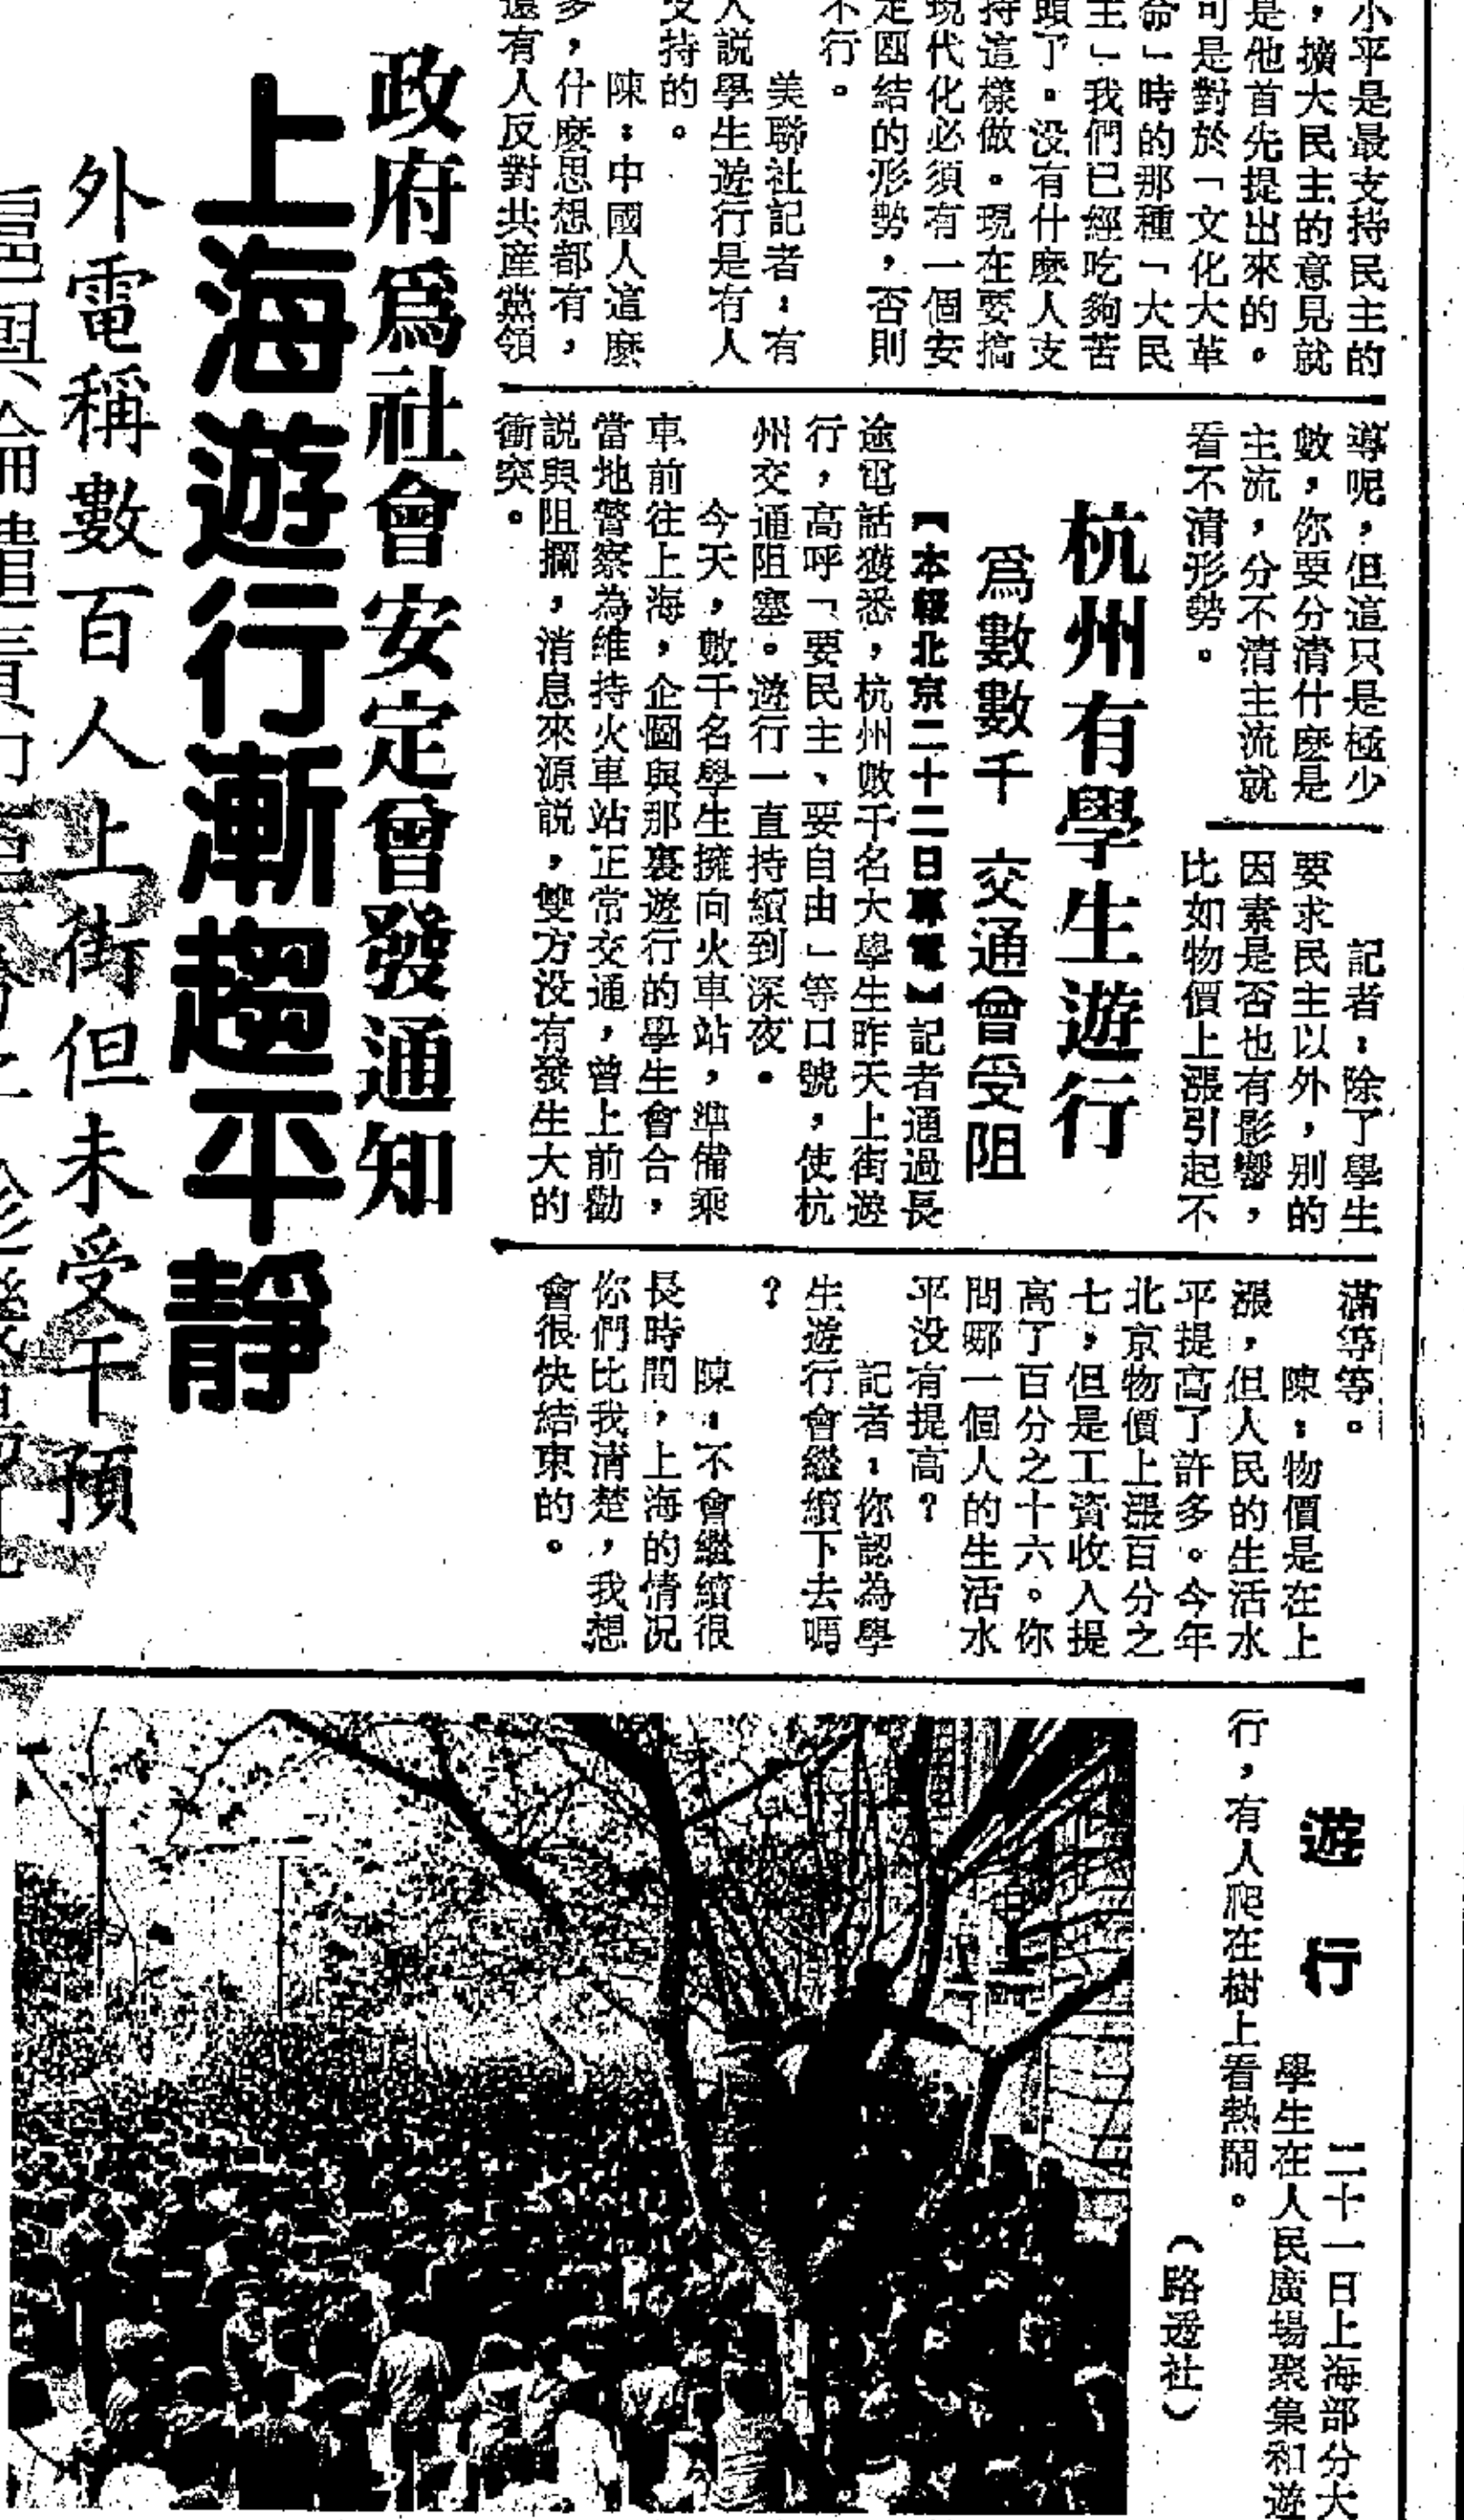 小平是最支持民主的
，擴大民主的意見就
是他首先提出來的。
可是對於「文化大革
命」時的那種「大民
主」我們已經吃夠苦
頭了。没有什麽人支
持這樣做。現在要搞
現代化必須有一個安
定團結的形勢，否則
不行。
美聯社記者：有
人説學生遊行是有人
支持的。
陳：中國人這麽
多，什麽思想都有，
還有人反對共産黨領
導呢，但這只是極少
數，你要分清什麽是
主流，分不清主流就
看不清形勢。
記者：除了學生
要求民主以外，别的
因素是否也有影響，
比如物價上漲引起不
滿等等。
陳：物價是在上
漲，但人民的生活水
平提高了許多。今年
北京物價上漲百分之
七，但是工資收入提
高了百分之十六。你
問哪一個人的生活水
平没有提高？
記者：你認為學
生遊行會繼續下去嗎
？
陳：不會繼續很
長時間，上海的情况
你們比我清楚，我想
會很快結束的。
杭州有學生遊行
爲數數千 交通曾受阻
【本報北京二十二日專電】記者通過長
途電話獲悉，杭州數千名大學生昨天上街遊
行，高呼「要民主、要自由」等口號，使杭
州交通阻塞。遊行一直持續到深夜。
今天，數千名學生擁向火車站，準備乘
車前往上海，企圖與那裏遊行的學生會合，
當地警察為維持火車站正常交通，曾上前勸
説與阻攔，消息來源説，雙方没有發生大的
衝突。
政府爲社會安定曾發通知
上海遊行漸趨平靜
外電稱數百人上街但未受干預
遊行
二十一日上海部分大
學生在人民廣場聚集和遊
行，有人爬在樹上看熱鬧。
（路透社）